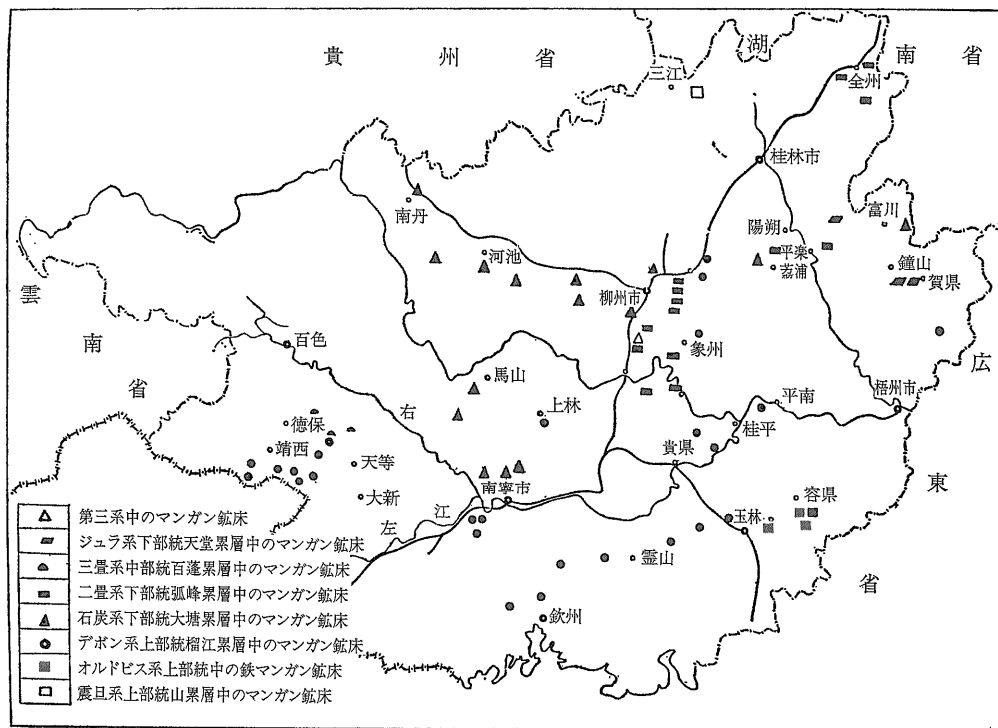 貴州省
湖南省
三江
全州
桂林市
南丹
陽朔
富川
河池
平楽
荔浦
鐘山
賀県
柳州市
雲南省
百色
象州
広東省
馬山
右江
上林
平南
梧州市
徳保
桂平
靖西
天等
貴県
大新
南寧市
容県
玉林
左江
霊山
欽州
第三系中のマンガン鉱床
ジュラ系下部統天堂累層中のマンガン鉱床
三畳系中部統百蓬累層中のマンガン鉱床
二畳系下部統弧峰累層中のマンガン鉱床
石炭系下部統大塘累層中のマンガン鉱床
デボン系上部統榴江累層中のマンガン鉱床
オルドビス系上部統中の鉄マンガン鉱床
震旦系上部統山累層中のマンガン鉱床